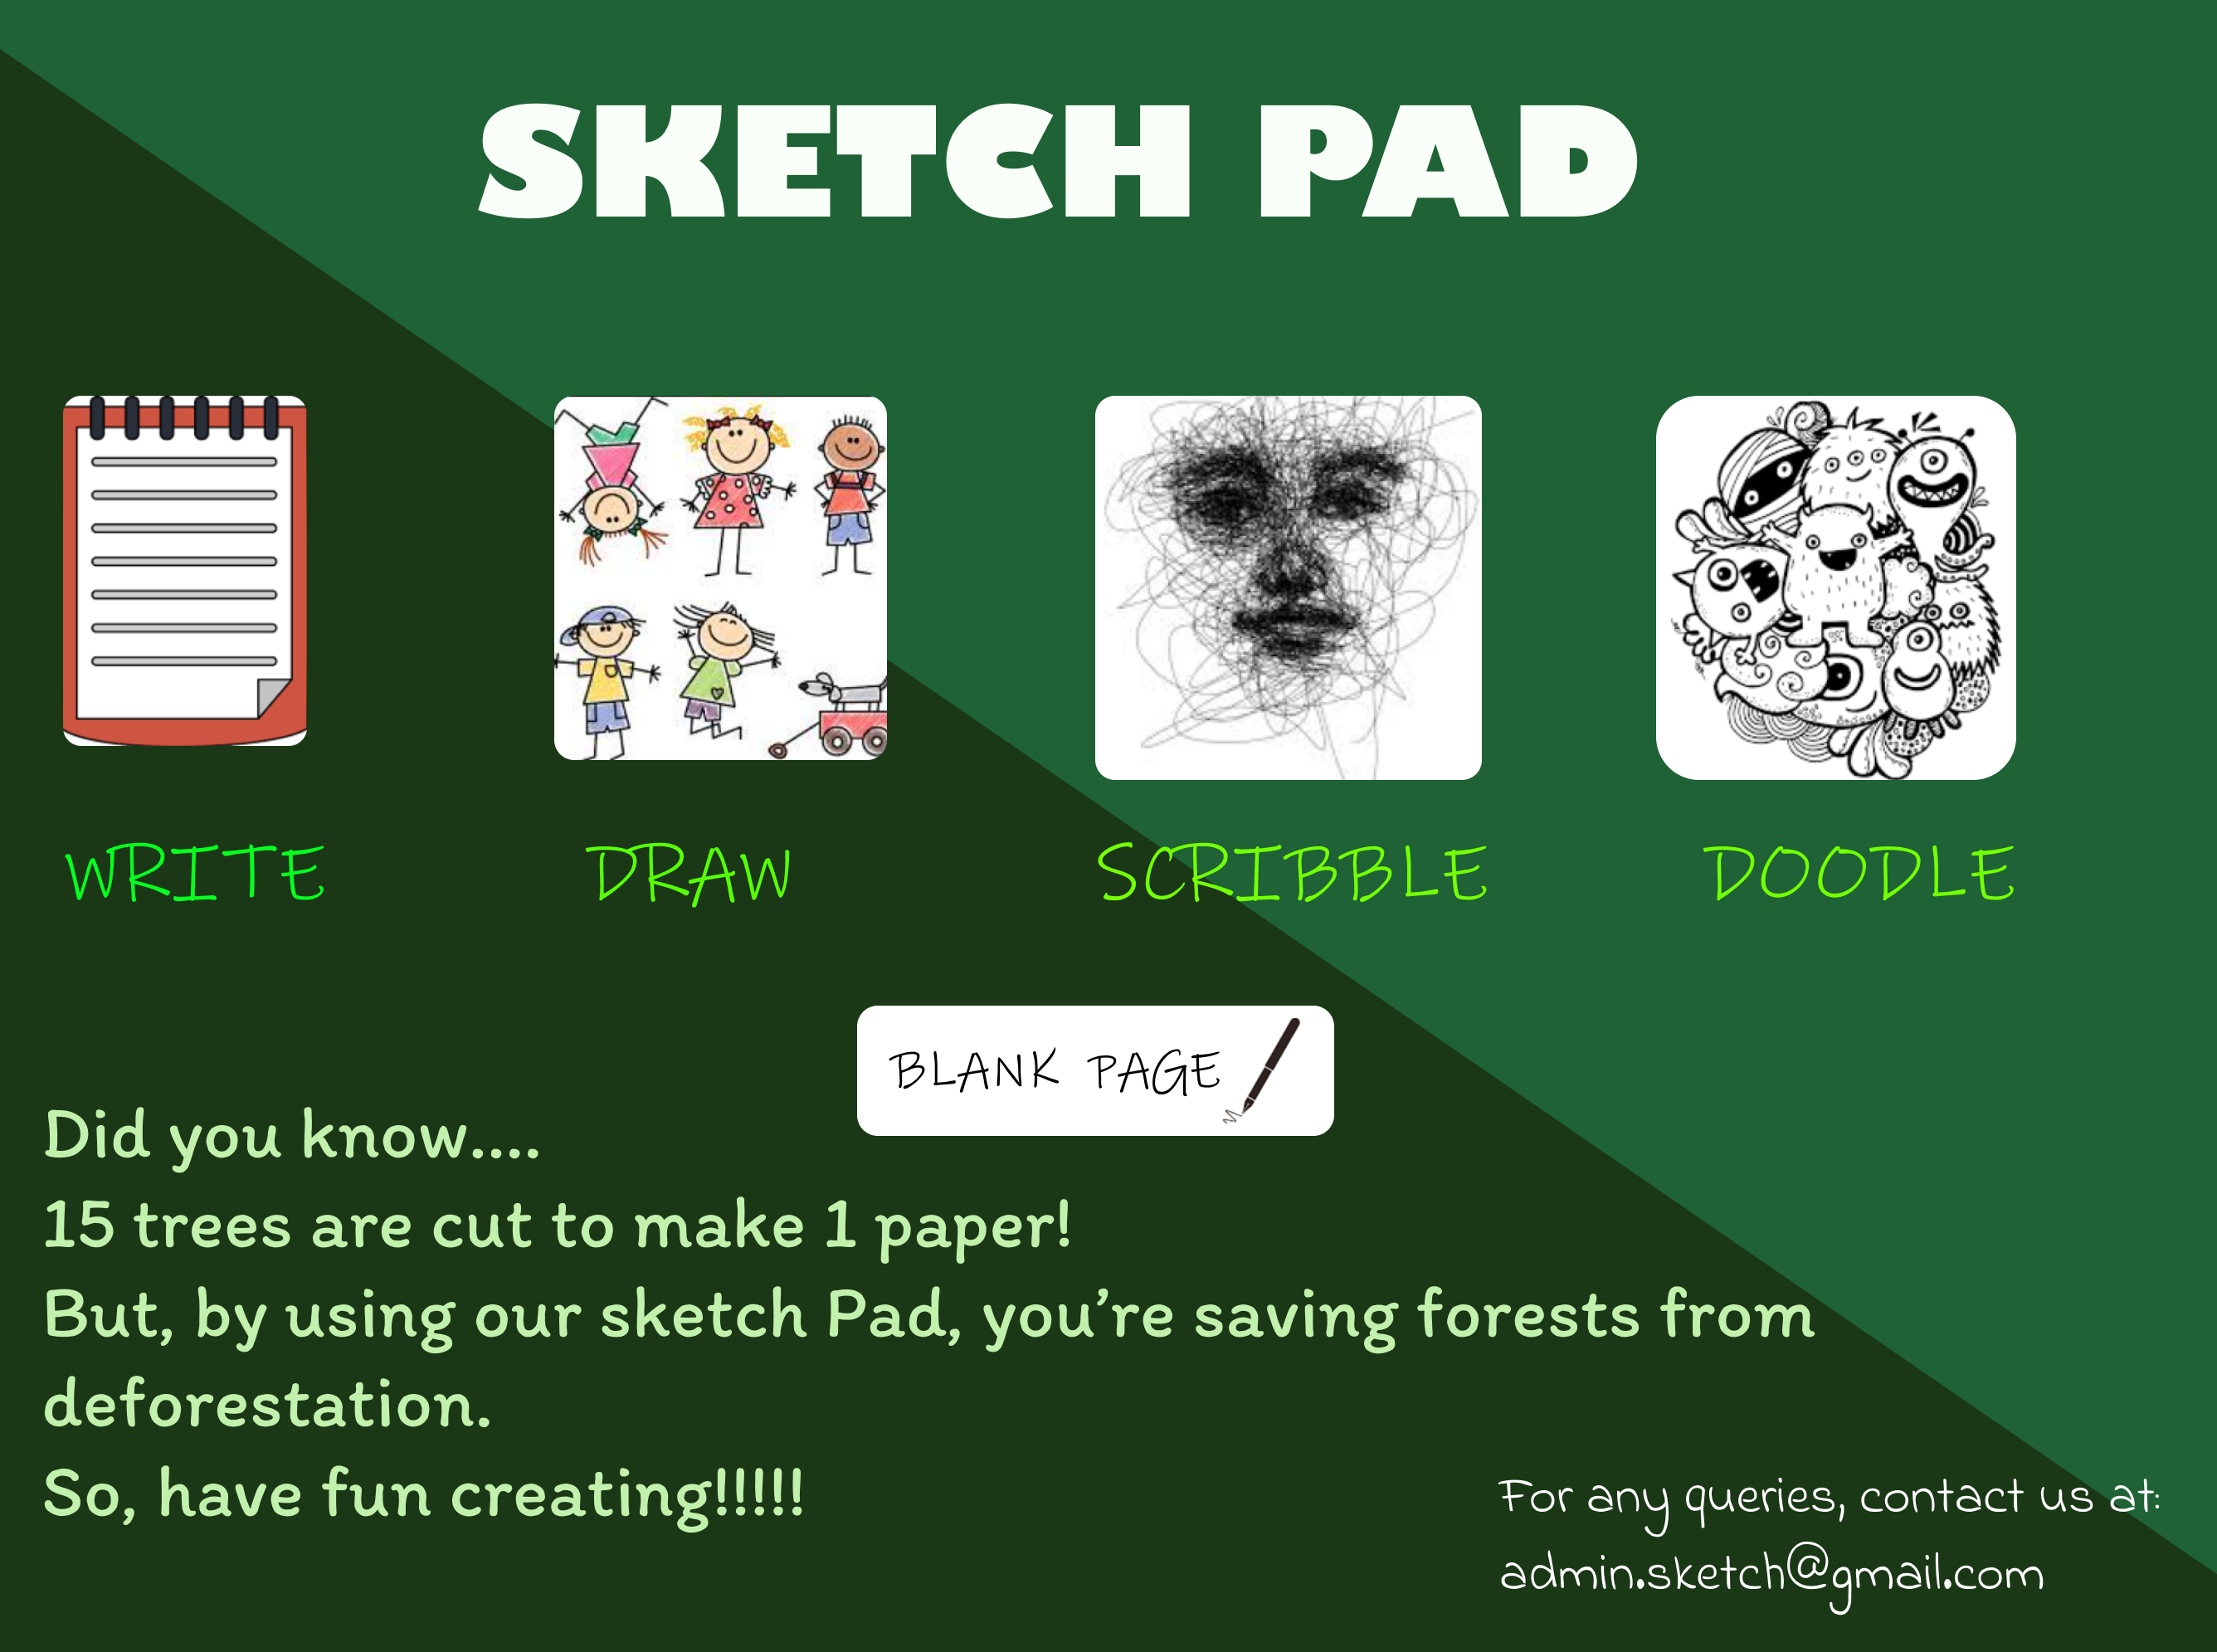 SKETCH PAD
WRITE
DRAW
SCRIBBLE
DOODLE
BLANK PAGE
Did you know....
15 trees are cut to make 1 paper!
But, by using our sketch Pad, you’re saving forests from
deforestation.
So, have fun creating!!!!!
For any queries, contact us at:
admin.sketch@gmail.com